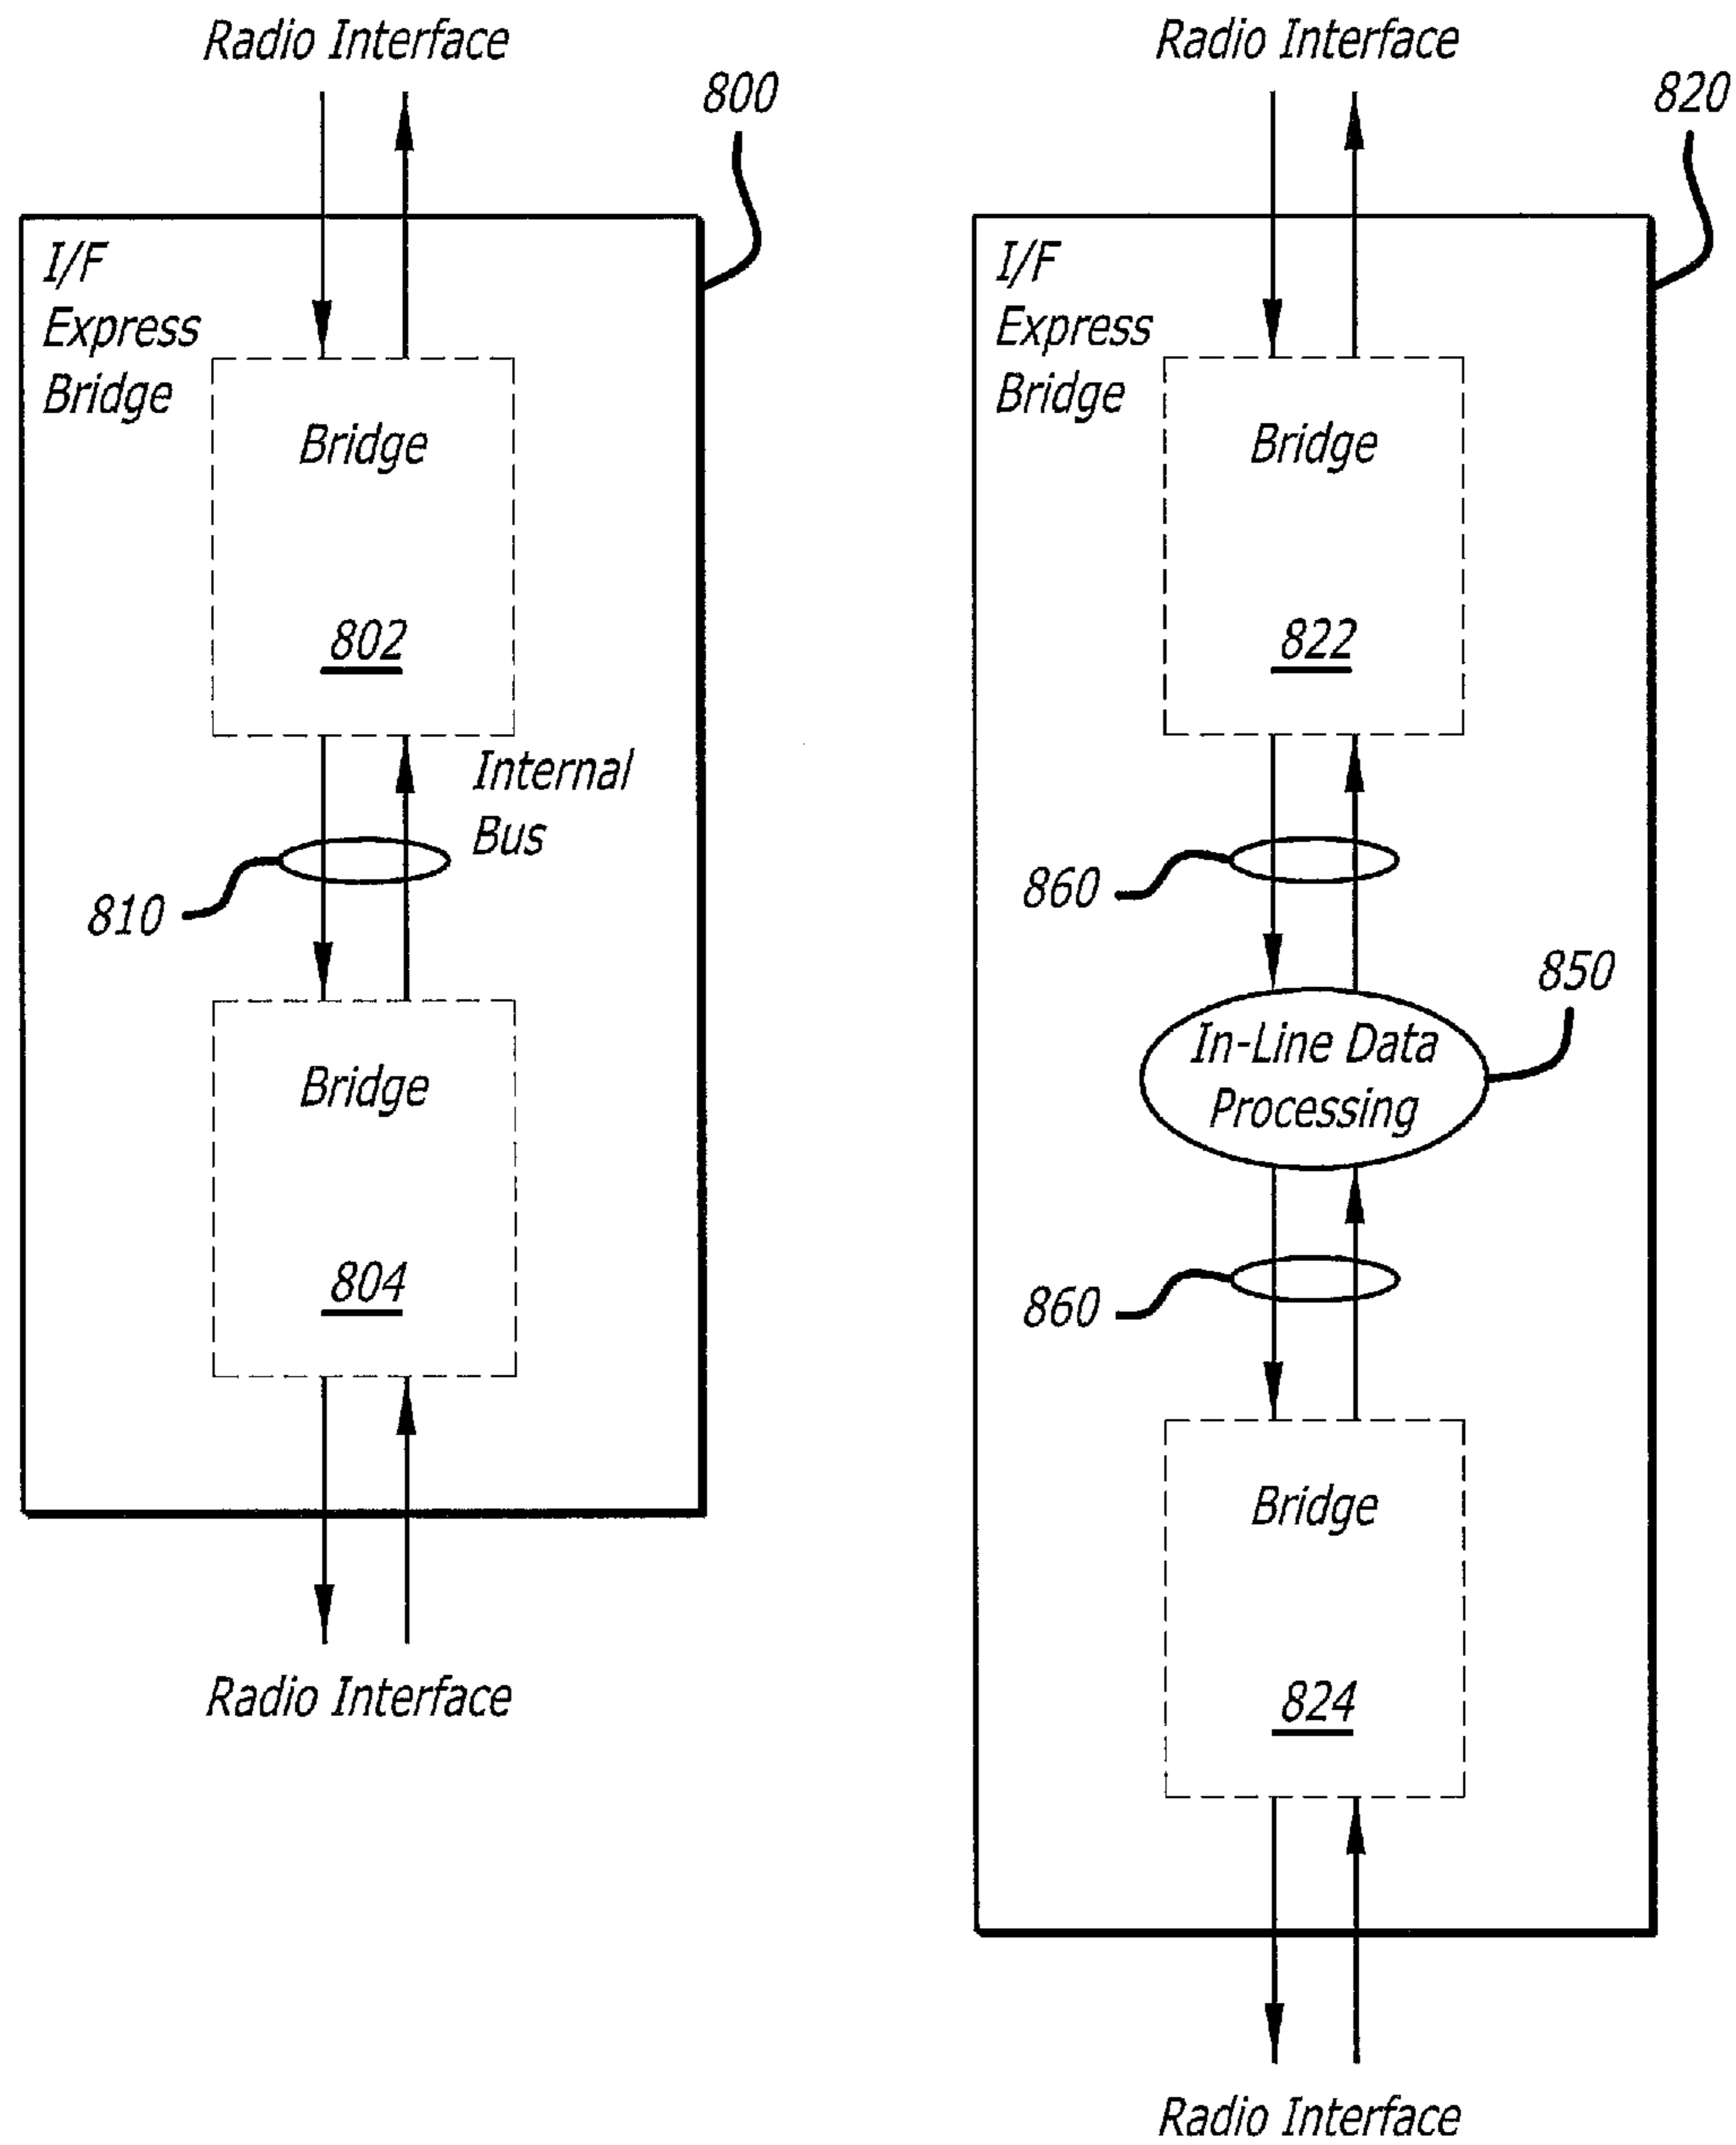 Radio Interface
800
I/F
Express
Bridge
Bridge
802
Internal
Bus
810
Bridge
804
Radio Interface
Radio Interface
820
I/F
Express
Bridge
Bridge
822
860
850
In-Line Data
Processing
860
Bridge
824
Radio Interface